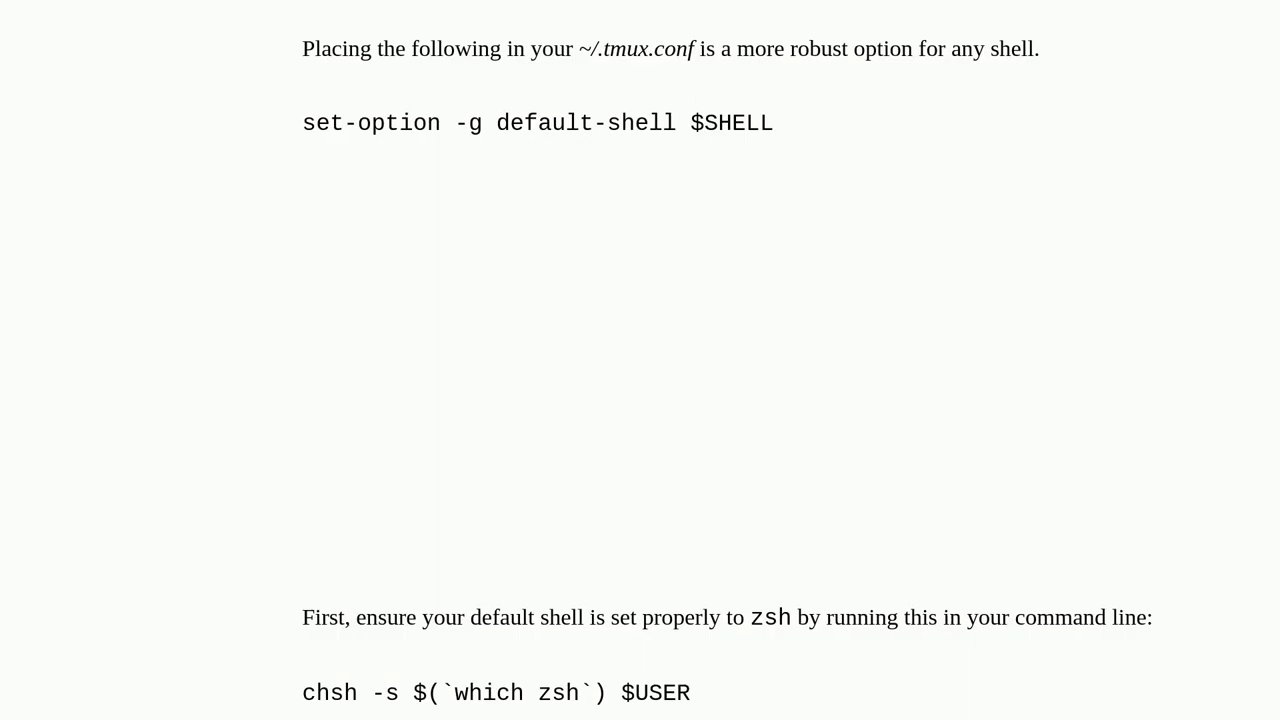 Placing the following in your ~/.tmux.conf is a more robust option for any shell.
set-option -g default-shell $SHELL
First, ensure your default shell is set properly to zsh by running this in your command line:
chsh -s $(`which zsh`) $USER